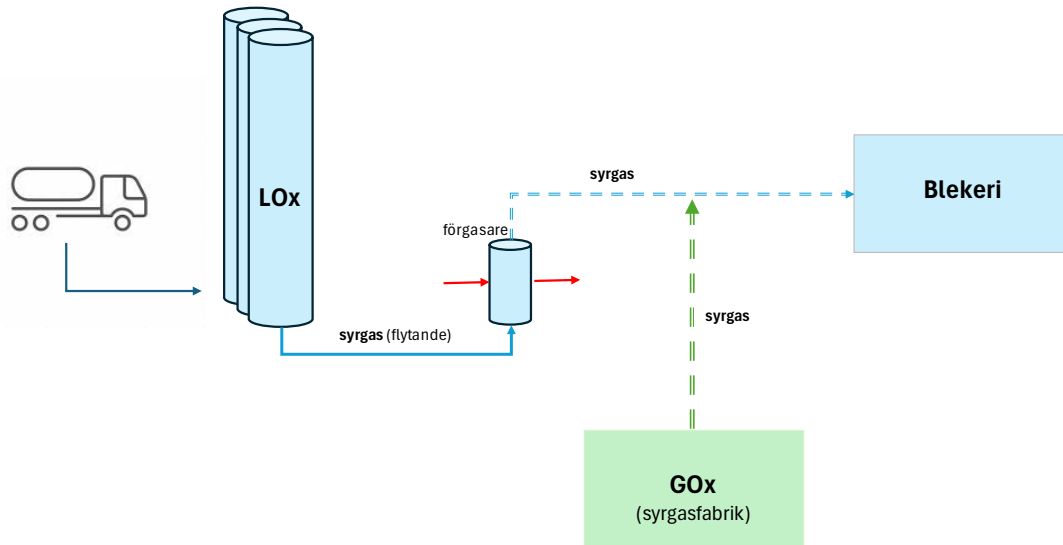 LOx
syrgas
Blekeri
förgasare
syrgas (flytande)
syrgas
GOx
(syrgasfabrik)